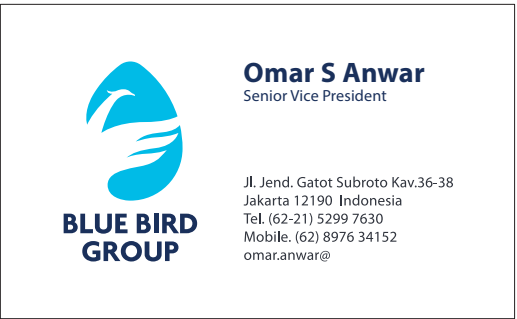 Omar S Anwar
Senior Vice President
Jl. Jend. Gatot Subroto Kav.36-38
Jakarta 12190 Indonesia
Tel. (62-21) 5299 7630
Mobile. (62) 8976 34152
omar.anwar@
BLUE BIRD
GROUP